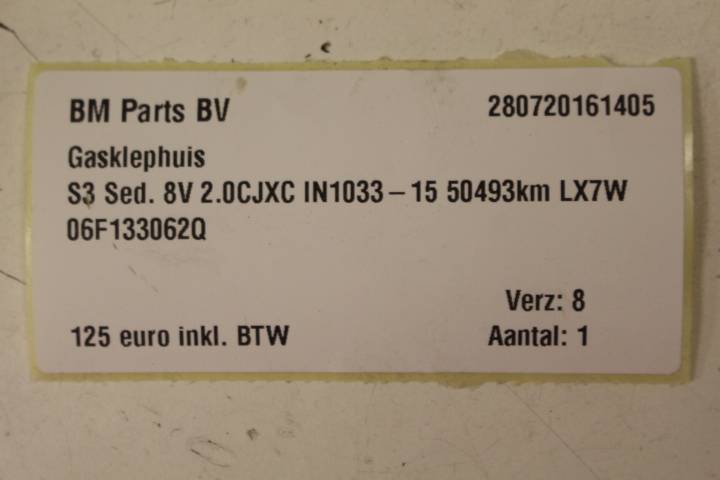 BM Parts BV 280720161405
Gasklephuis
S3 Sed. 8V 2.0CJXC IN1033-15 50493km LX7W
06F133062Q
Verz: 8
125 euro inkl. BTW Aantal: 1